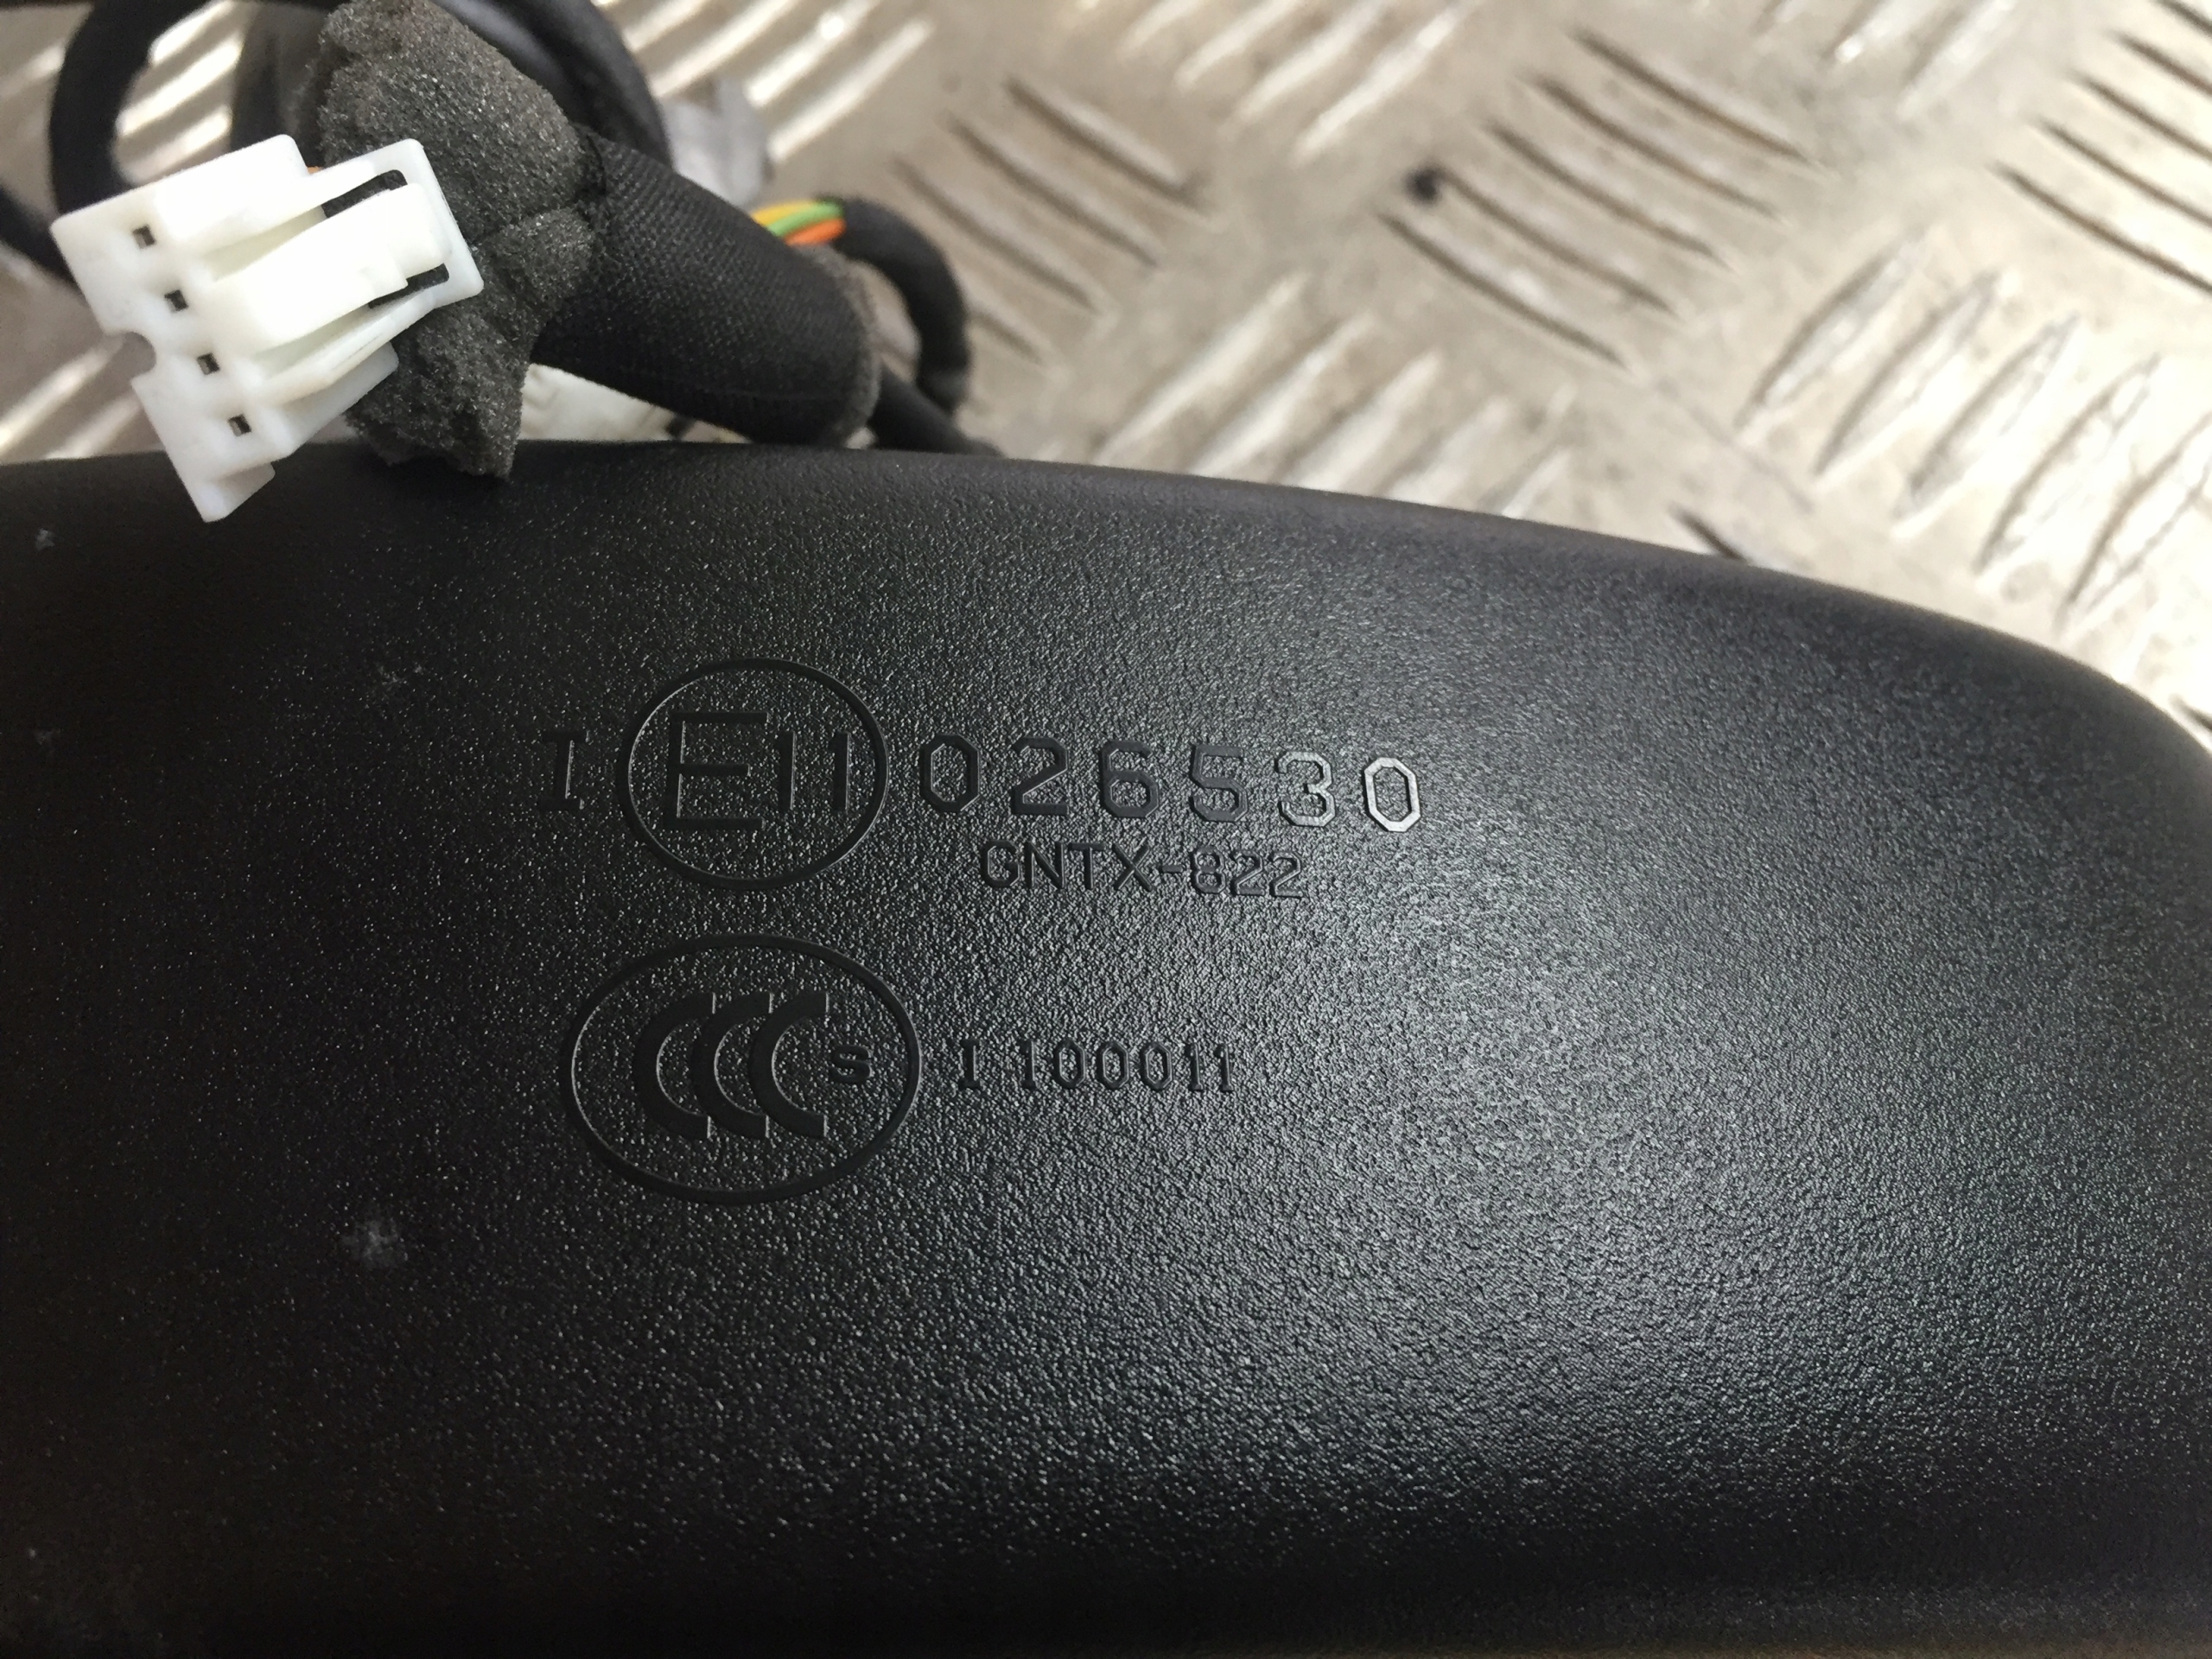 I E11 026530
GNTX-822
CCC S I 100011